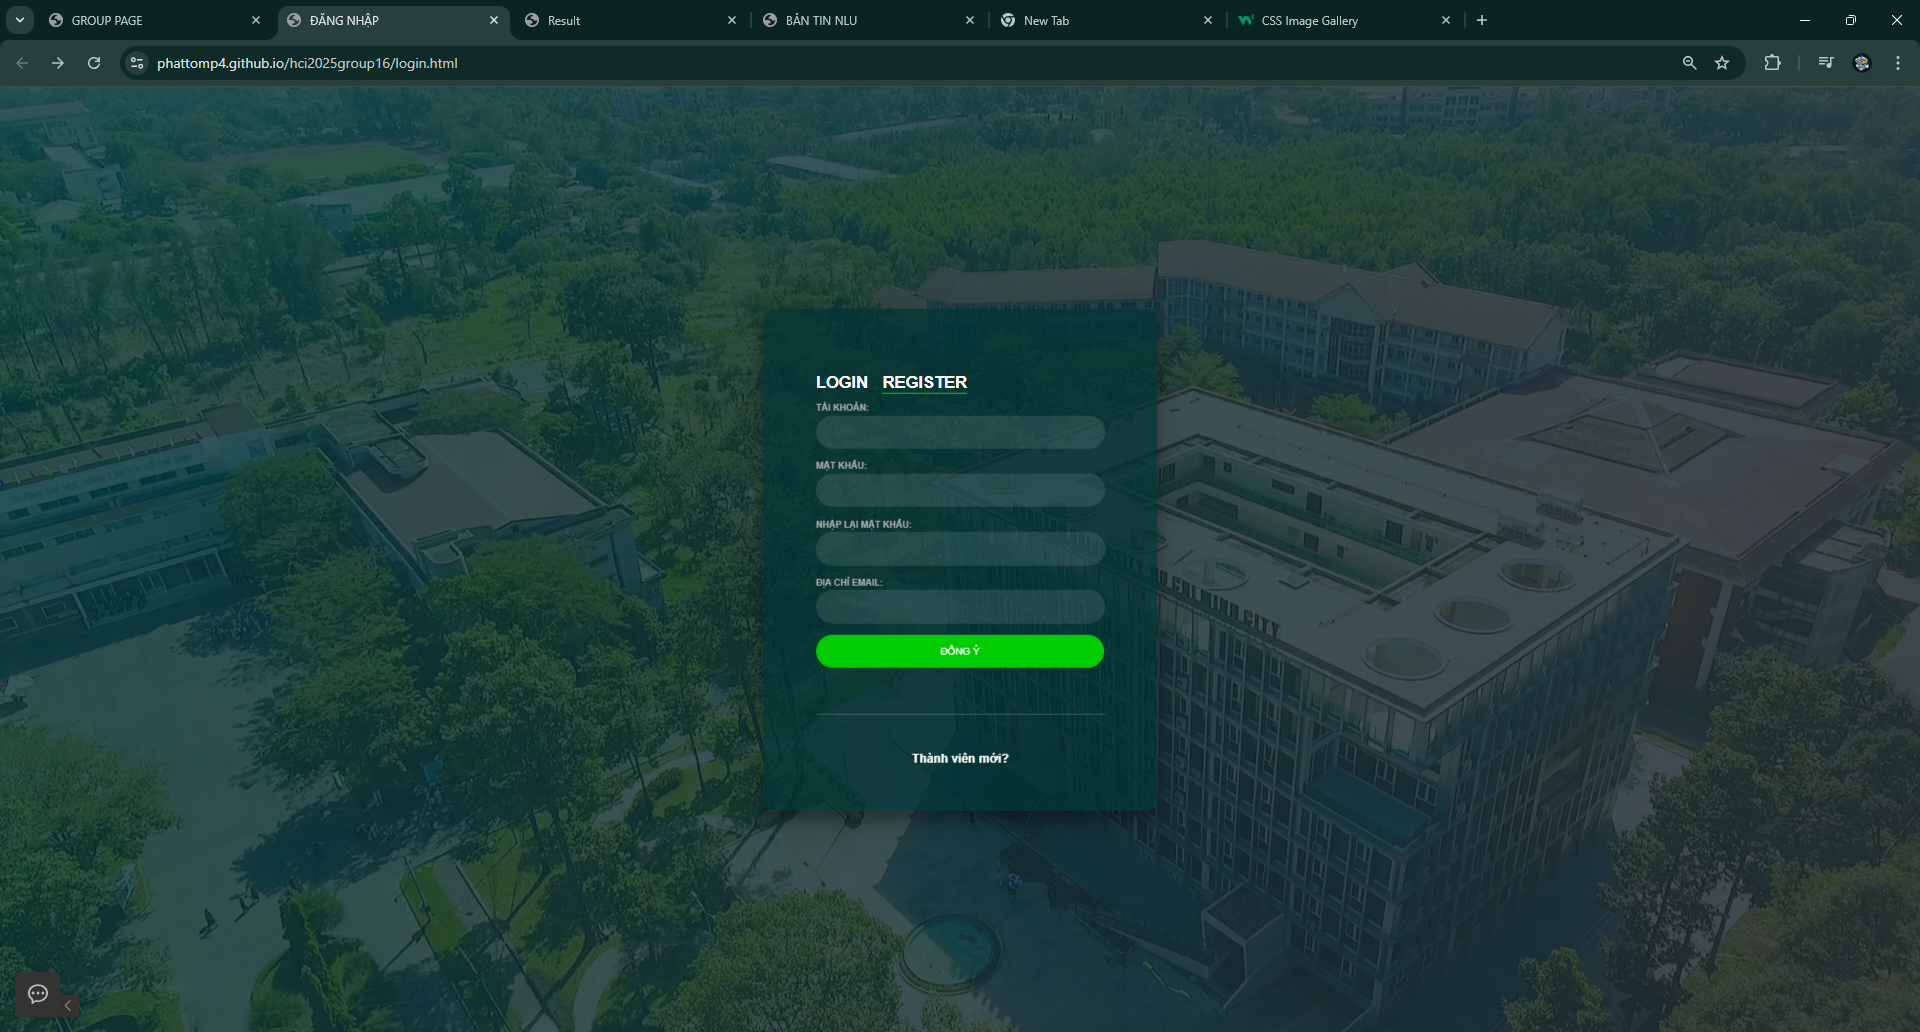 GROUP PAGE
ĐĂNG NHẬP
Result
BẢN TIN NLU
New Tab
CSS Image Gallery
phattomp4.github.io/hci2025group16/login.html
LOGIN REGISTER
TÀI KHOẢN:
MẬT KHẨU:
NHẬP LẠI MẬT KHẨU:
ĐỊA CHỈ EMAIL:
ĐỒNG Ý
Thành viên mới?